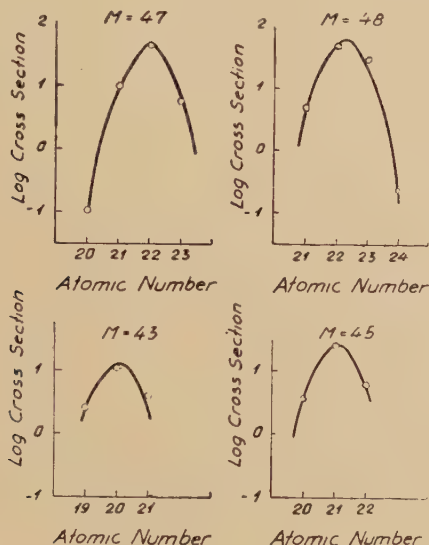 M = 47
Log Cross Section
2
1
0
-1
20 21 22 23
Atomic Number
M = 48
Log Cross Section
2
1
0
-1
21 22 23 24
Atomic Number
M = 43
Log Cross Section
1
0
-1
19 20 21
Atomic Number
M = 45
Log Cross Section
1
0
-1
20 21 22
Atomic Number